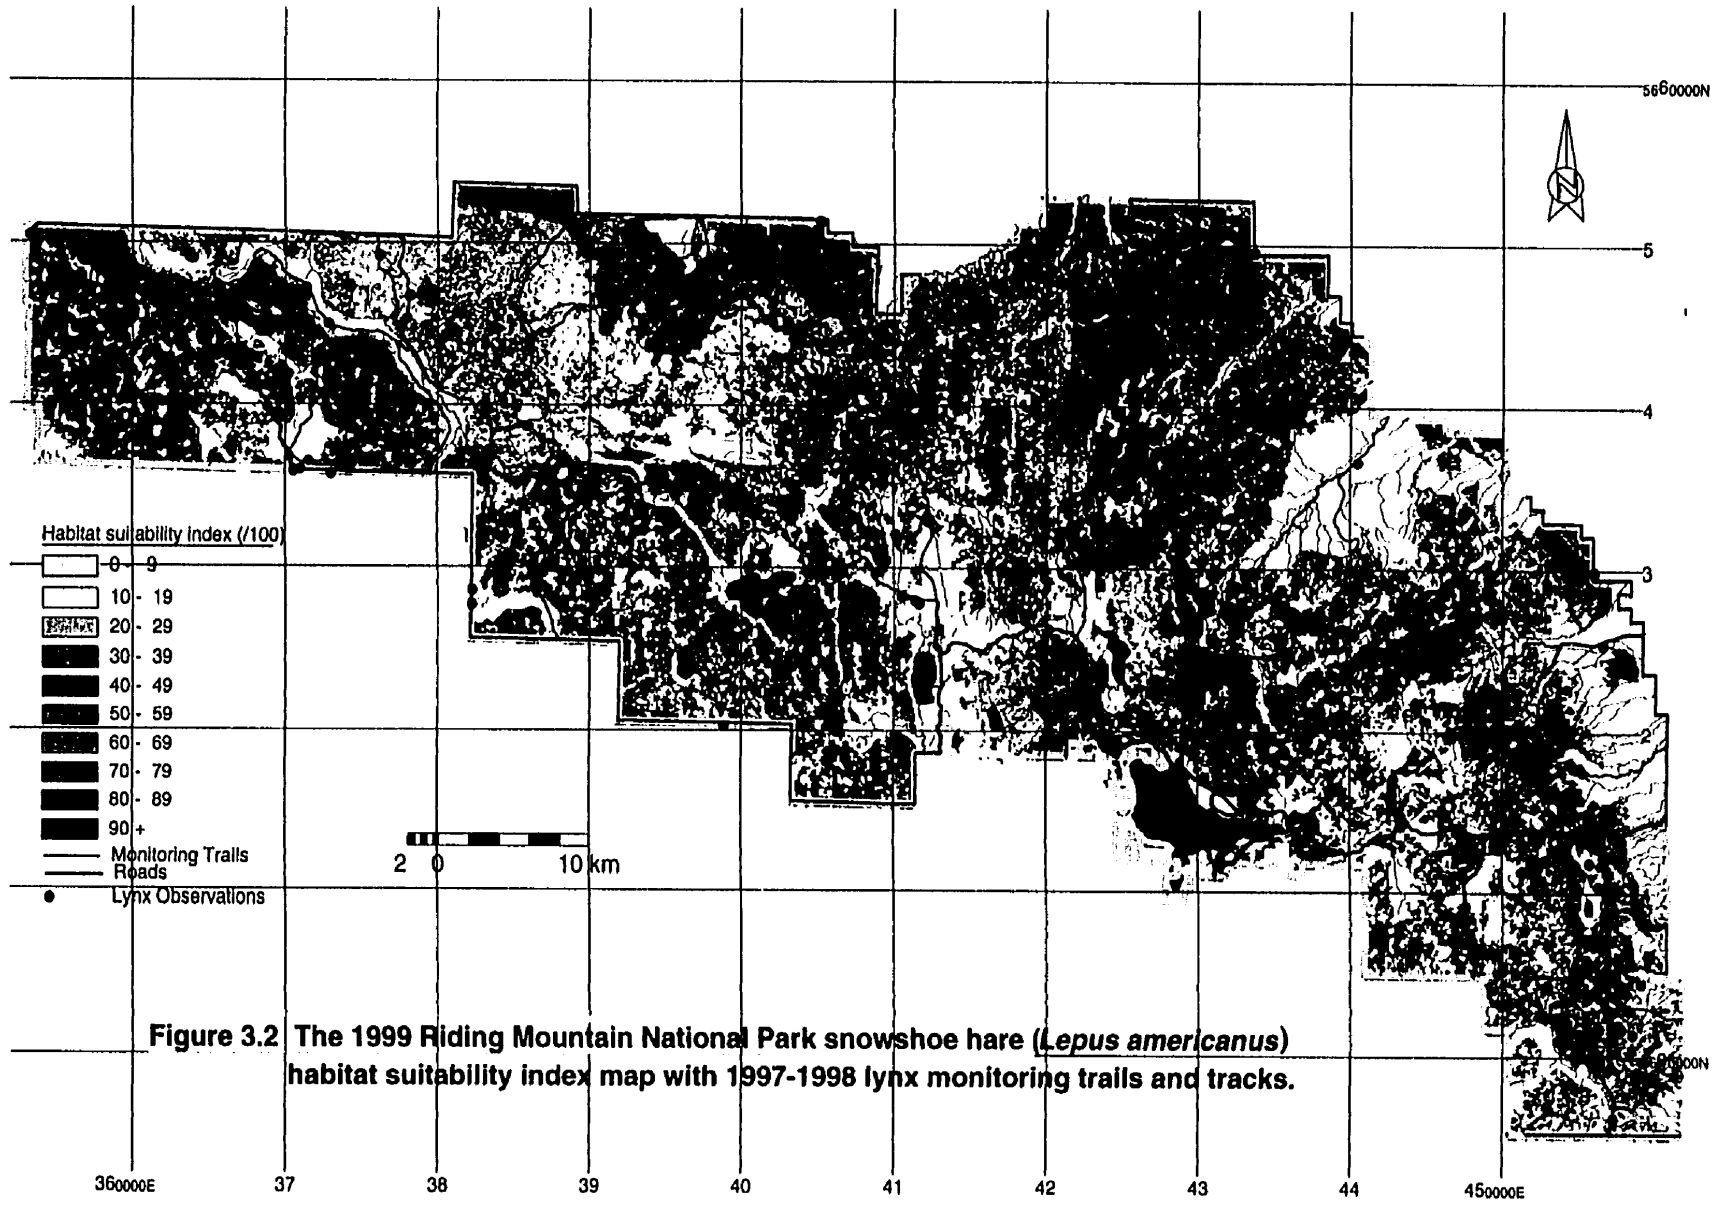 5660000N
N
5
4
3
2
Habitat suitability index (/100)
0 - 9
10 - 19
20 - 29
30 - 39
40 - 49
50 - 59
60 - 69
70 - 79
80 - 89
90 +
Monitoring Trails
Roads
Lynx Observations
2 0 10 km
Figure 3.2 The 1999 Riding Mountain National Park snowshoe hare (Lepus americanus)
habitat suitability index map with 1997-1998 lynx monitoring trails and tracks.
360000E 37 38 39 40 41 42 43 44 450000E